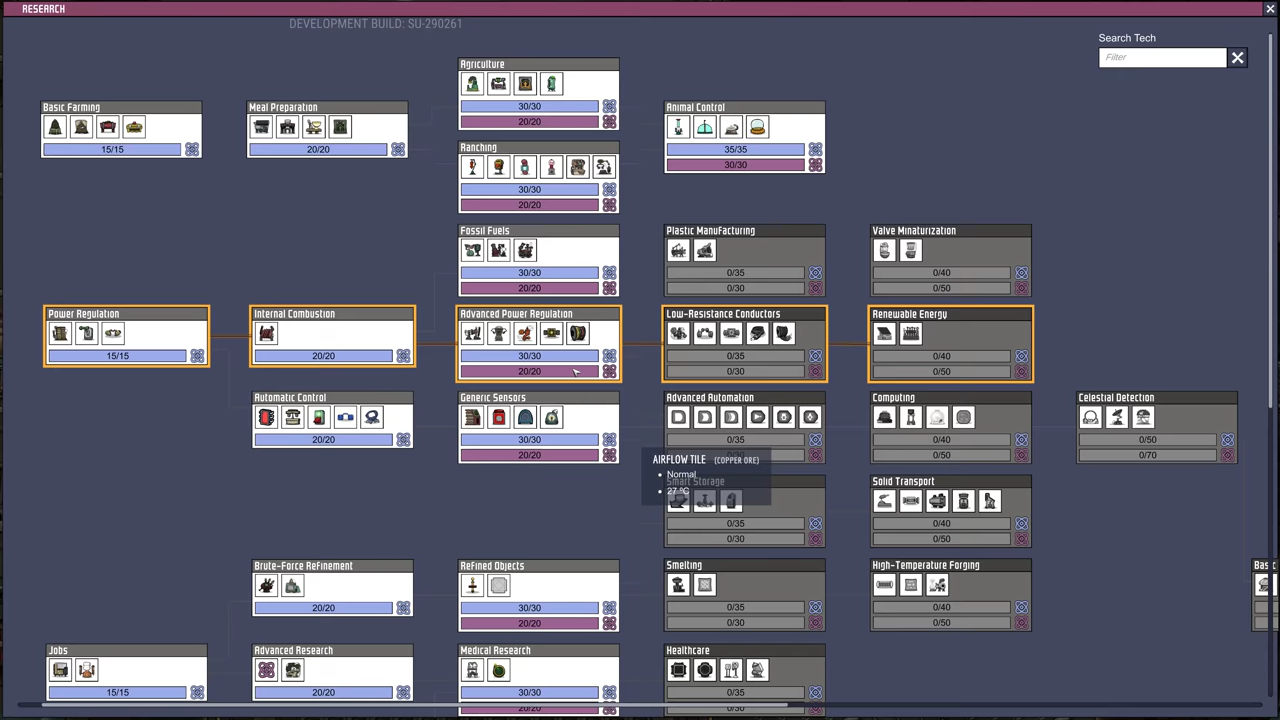 RESEARCH
DEVELOPMENT BUILD: SU-290261
Search Tech
Filter
Agriculture
30/30
20/20
Basic Farming
15/15
Meal Preparation
20/20
Animal Control
35/35
30/30
Ranching
30/30
20/20
Fossil Fuels
30/30
20/20
Plastic Manufacturing
0/35
0/30
Valve Minaturization
0/40
0/50
Power Regulation
15/15
Internal Combustion
20/20
Advanced Power Regulation
30/30
20/20
Low-Resistance Conductors
0/35
0/30
Renewable Energy
0/40
0/50
Automatic Control
20/20
Generic Sensors
30/30
20/20
Advanced Automation
0/35
Computing
0/40
0/50
Celestial Detection
0/50
0/70
AIRFLOW TILE (COPPER ORE)
• Normal
• 27 °C
Smart Storage
0/35
0/30
Solid Transport
0/40
0/50
Brute-Force Refinement
20/20
Refined Objects
30/30
20/20
Smelting
0/35
0/30
High-Temperature Forging
0/40
0/50
Basic
Jobs
15/15
Advanced Research
20/20
Medical Research
30/30
20/20
Healthcare
0/35
0/30